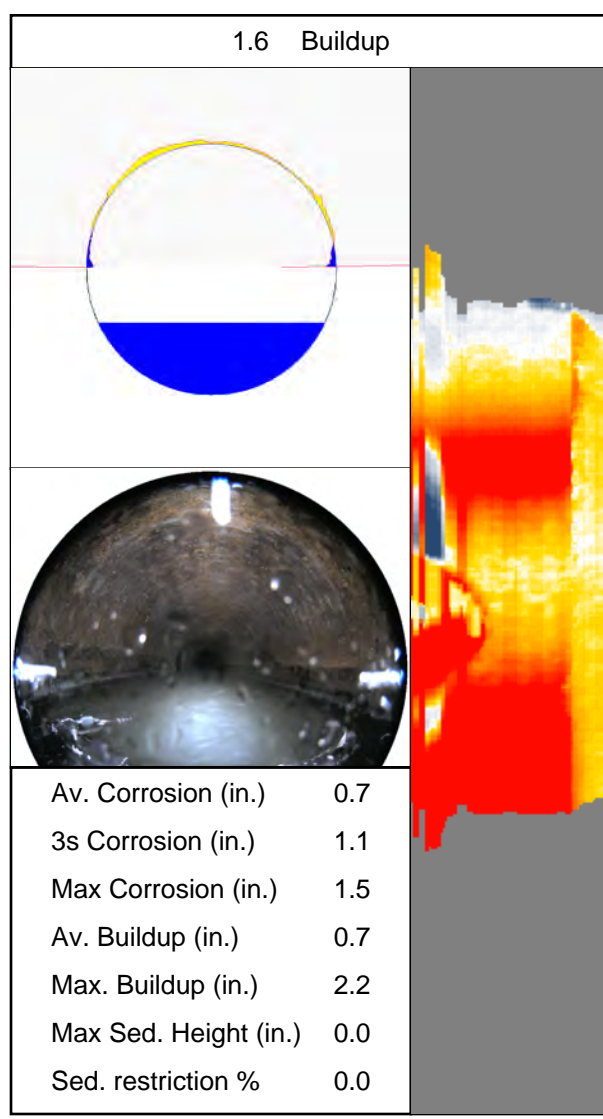 1.6 Buildup
Av. Corrosion (in.) 0.7
3s Corrosion (in.) 1.1
Max Corrosion (in.) 1.5
Av. Buildup (in.) 0.7
Max. Buildup (in.) 2.2
Max Sed. Height (in.) 0.0
Sed. restriction % 0.0